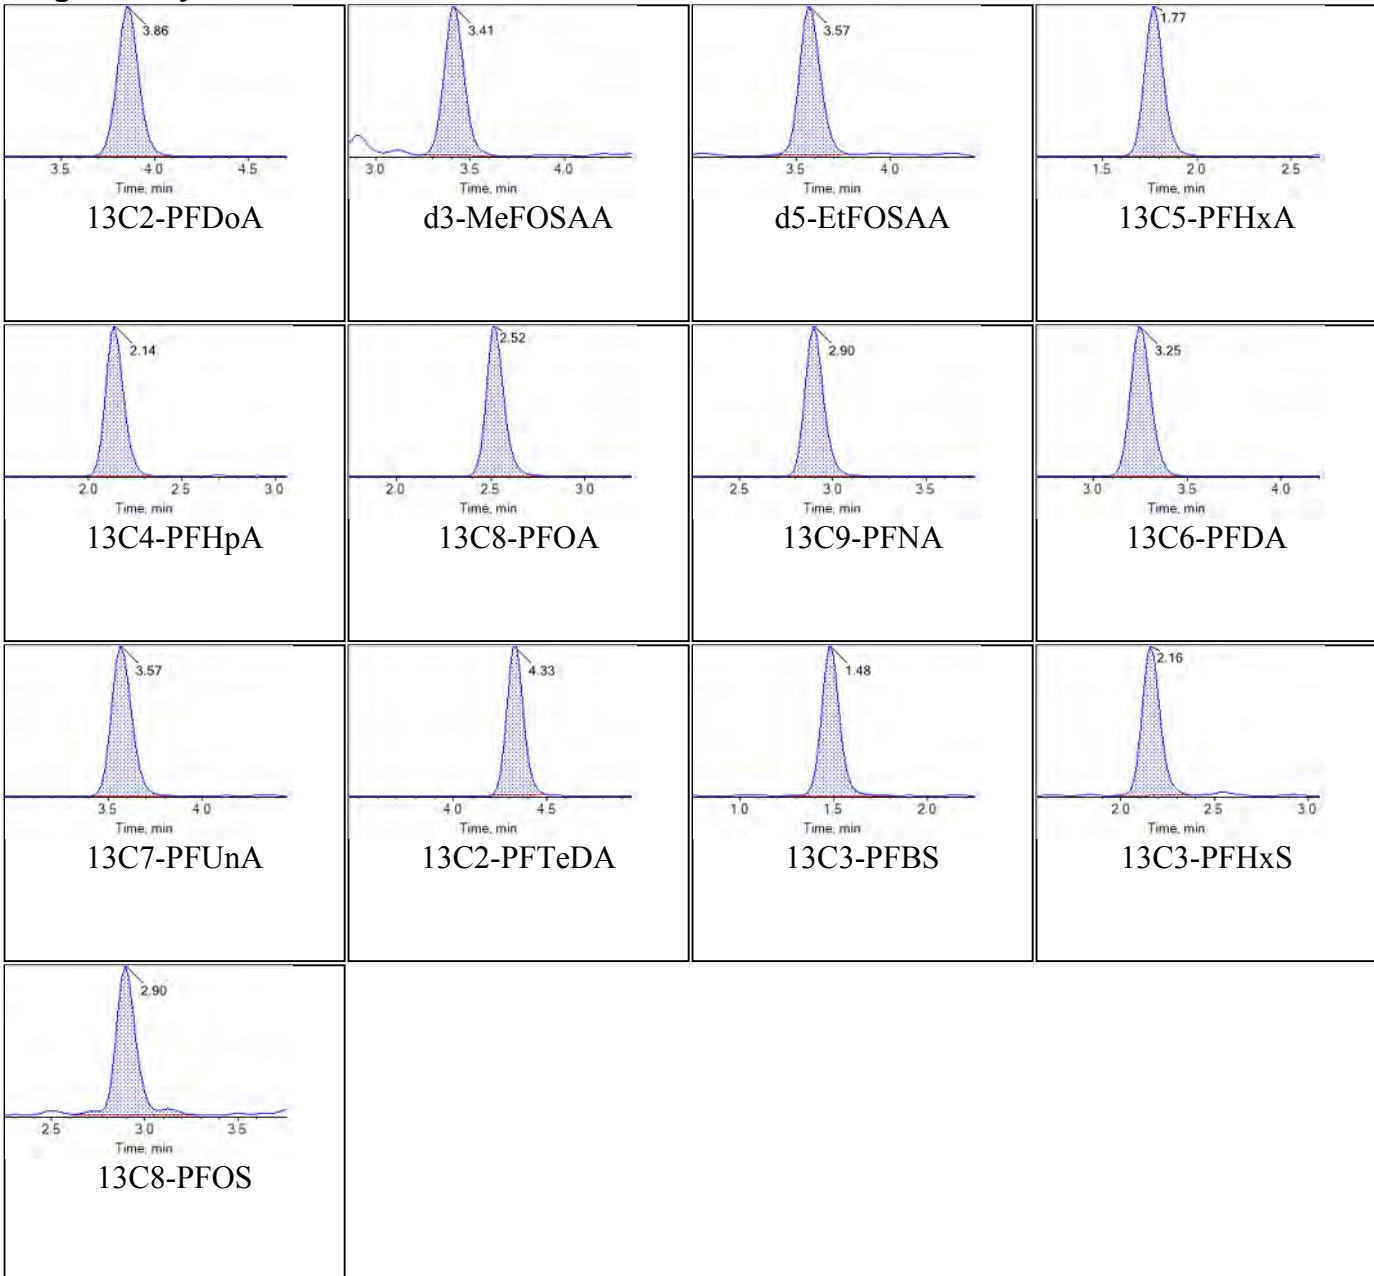 3.86
3.5 4.0 4.5
Time, min
13C2-PFDoA
3.41
3.0 3.5 4.0
Time, min
d3-MeFOSAA
3.57
3.5 4.0
Time, min
d5-EtFOSAA
1.77
1.5 2.0 2.5
Time, min
13C5-PFHxA
2.14
2.0 2.5 3.0
Time, min
13C4-PFHpA
2.52
2.0 2.5 3.0
Time, min
13C8-PFOA
2.90
2.5 3.0 3.5
Time, min
13C9-PFNA
3.25
3.0 3.5 4.0
Time, min
13C6-PFDA
3.57
3.5 4.0
Time, min
13C7-PFUnA
4.33
4.0 4.5
Time, min
13C2-PFTeDA
1.48
1.0 1.5 2.0
Time, min
13C3-PFBS
2.16
2.0 2.5 3.0
Time, min
13C3-PFHxS
2.90
2.5 3.0 3.5
Time, min
13C8-PFOS